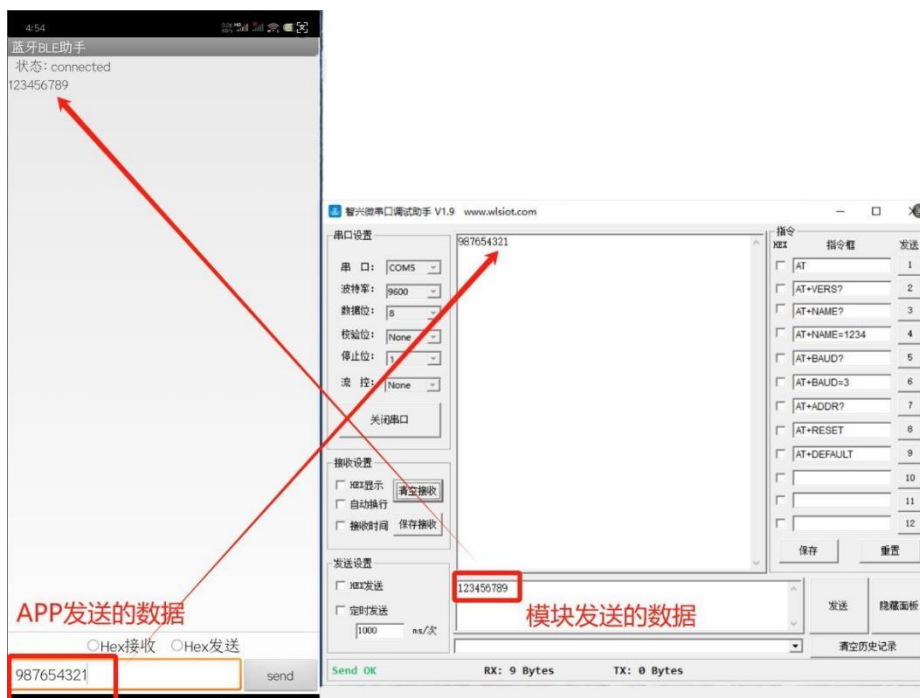 4:54
蓝牙BLE助手
状态: connected
123456789
APP发送的数据
Hex接收 Hex发送
987654321
send
智兴微串口调试助手 V1.9 www.wlsiot.com
串口设置
串 口: COM5
波特率: 9600
数据位: 8
校验位: None
停止位: 1
流 控: None
关闭串口
接收设置
HEX显示
清空接收
自动换行
接收时间
保存接收
发送设置
HEX发送
定时发送
1000 ms/次
987654321
123456789
模块发送的数据
发送
隐藏面板
清空历史记录
指令
HEX 指令框 发送
AT 1
AT+VERS? 2
AT+NAME? 3
AT+NAME=1234 4
AT+BAUD? 5
AT+BAUD=3 6
AT+ADDR? 7
AT+RESET 8
AT+DEFAULT 9
10
11
12
保存 重置
Send OK RX: 9 Bytes TX: 0 Bytes